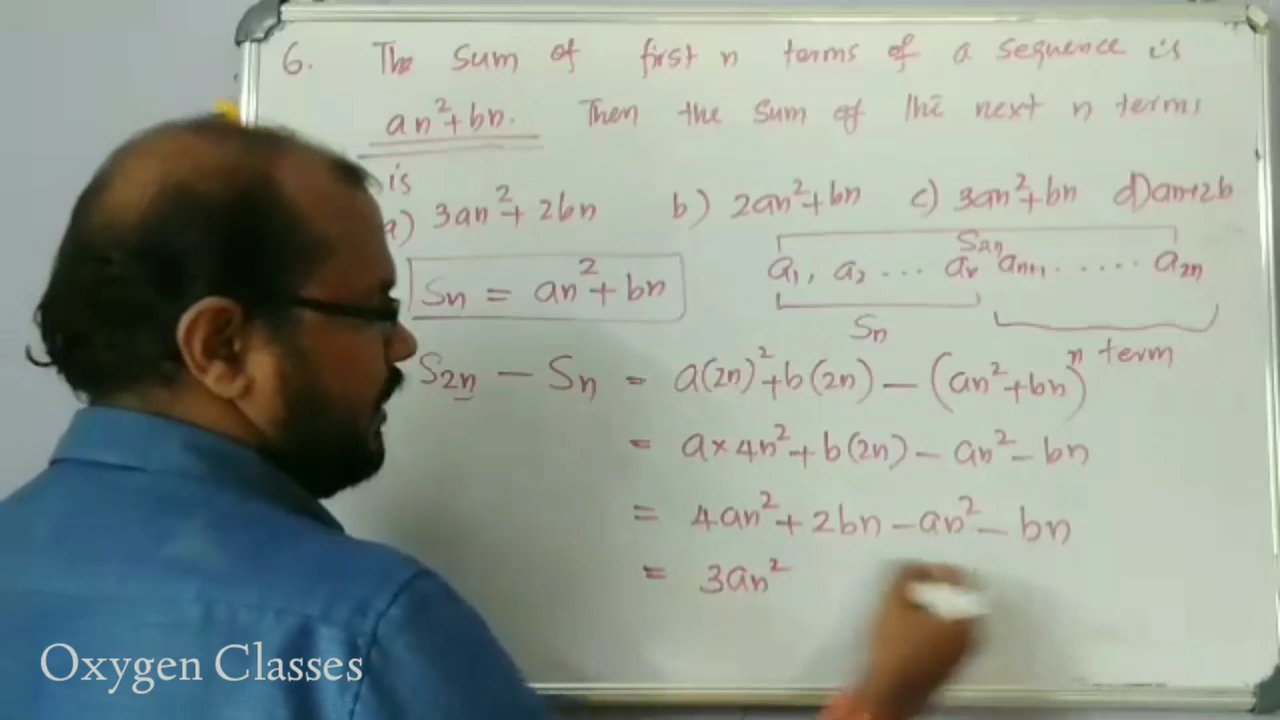 6. The sum of first n terms of a sequence is
an²+bn. Then the sum of the next n terms
is
a) 3an²+2bn b) 2an²+bn c) 3an²+bn d) an+2b
S2n
a1, a2 ... an an+1 ..... a2n
Sn = an²+bn
Sn
n term
S2n - Sn = a(2n)²+b(2n) - (an²+bn)
= a×4n²+b(2n) - an² - bn
= 4an²+2bn - an² - bn
= 3an²
Oxygen Classes